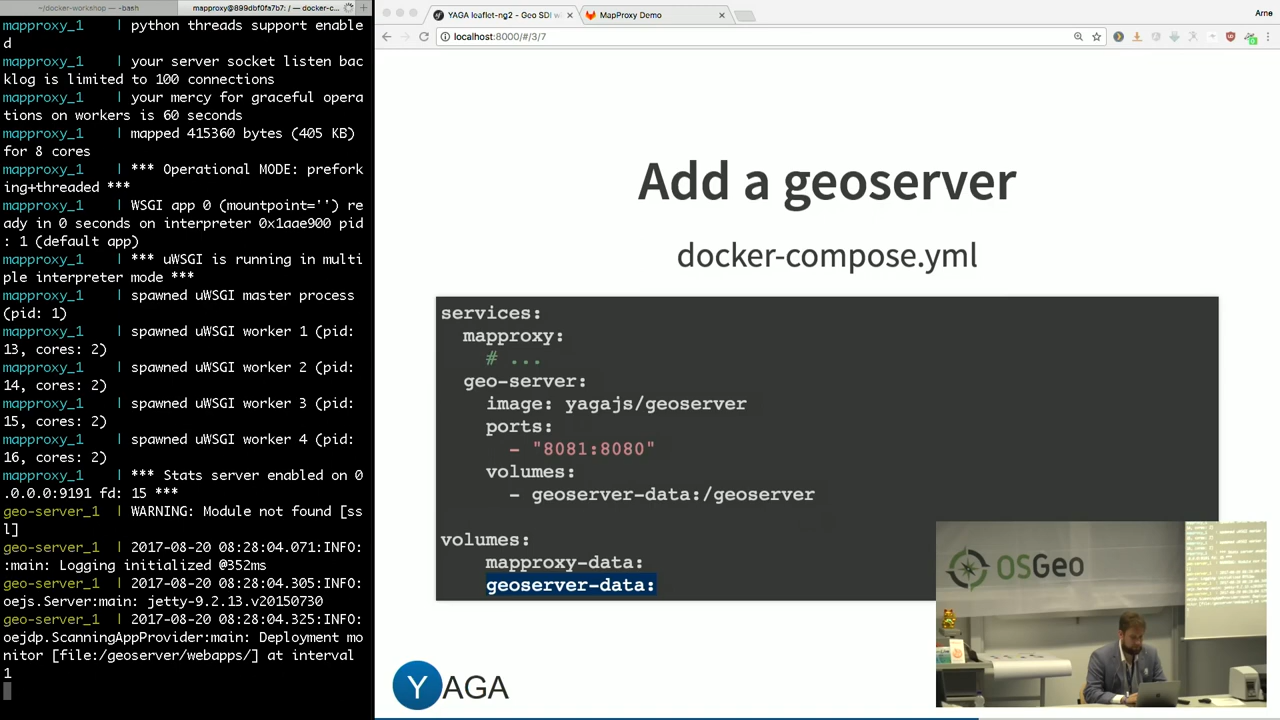 ~/docker-workshop — -bash
mapproxy@899dbf0fa7b7: / — docker-c...
mapproxy_1 | python threads support enable
d
mapproxy_1 | your server socket listen bac
klog is limited to 100 connections
mapproxy_1 | your mercy for graceful opera
tions on workers is 60 seconds
mapproxy_1 | mapped 415360 bytes (405 KB)
for 8 cores
mapproxy_1 | *** Operational MODE: prefor
king+threaded ***
mapproxy_1 | WSGI app 0 (mountpoint='') re
ady in 0 seconds on interpreter 0x1aae900 pid
: 1 (default app)
mapproxy_1 | *** uWSGI is running in multi
ple interpreter mode ***
mapproxy_1 | spawned uWSGI master process
(pid: 1)
mapproxy_1 | spawned uWSGI worker 1 (pid:
13, cores: 2)
mapproxy_1 | spawned uWSGI worker 2 (pid:
14, cores: 2)
mapproxy_1 | spawned uWSGI worker 3 (pid:
15, cores: 2)
mapproxy_1 | spawned uWSGI worker 4 (pid:
16, cores: 2)
mapproxy_1 | *** Stats server enabled on 0
.0.0.0:9191 fd: 15 ***
geo-server_1 | WARNING: Module not found [ss
l]
geo-server_1 | 2017-08-20 08:28:04.071:INFO:
:main: Logging initialized @352ms
geo-server_1 | 2017-08-20 08:28:04.305:INFO:
oejs.Server:main: jetty-9.2.13.v20150730
geo-server_1 | 2017-08-20 08:28:04.325:INFO:
oejdp.ScanningAppProvider:main: Deployment mo
nitor [file:/geoserver/webapps/] at interval
1
YAGA leaflet-ng2 - Geo SDI w
MapProxy Demo
Arne
localhost:8000/#/3/7
Add a geoserver
docker-compose.yml
services:
mapproxy:
# ...
geo-server:
image: yagajs/geoserver
ports:
- "8081:8080"
volumes:
- geoserver-data:/geoserver
volumes:
mapproxy-data:
geoserver-data:
YAGA
OSGeo